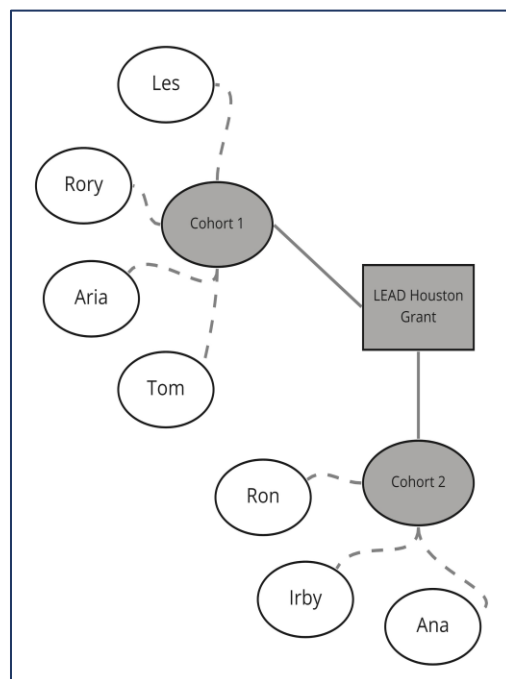 Les
Rory
Cohort 1
Aria
LEAD Houston
Grant
Tom
Cohort 2
Ron
Irby
Ana